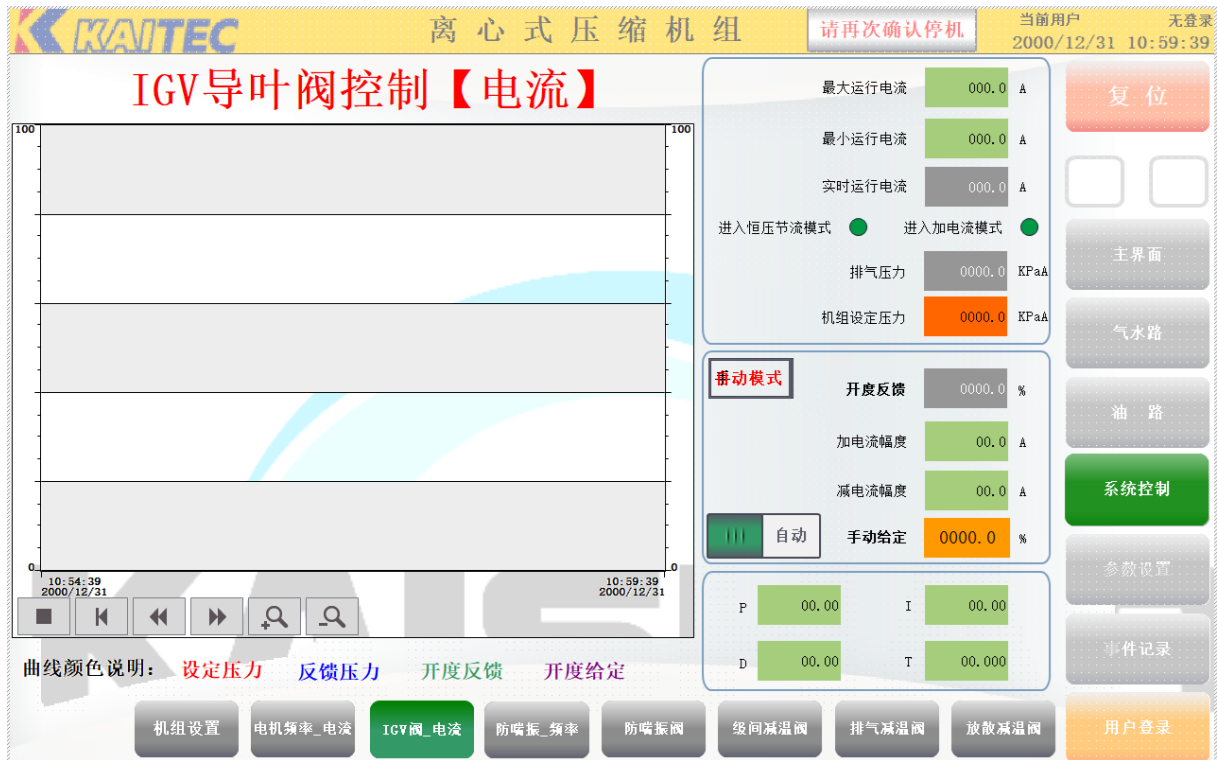 KAITEC
离心式压缩机组
请再次确认停机
当前用户 无登录
2000/12/31 10:59:39
IGV导叶阀控制【电流】
100 100
0 0
10:54:39 10:59:39
2000/12/31 2000/12/31
曲线颜色说明: 设定压力 反馈压力 开度反馈 开度给定
最大运行电流 000.0 A
最小运行电流 000.0 A
实时运行电流 000.0 A
进入恒压节流模式 进入加电流模式
排气压力 0000.0 KPaA
机组设定压力 0000.0 KPaA
动模式
开度反馈 0000.0 %
加电流幅度 00.0 A
减电流幅度 00.0 A
自动 手动给定 0000.0 %
P 00.00 I 00.00
D 00.00 T 00.000
复位
主界面
气水路
油路
系统控制
参数设置
事件记录
用户登录
机组设置 电机频率_电流 IGV阀_电流 防喘振_频率 防喘振阀 级间减温阀 排气减温阀 放散减温阀